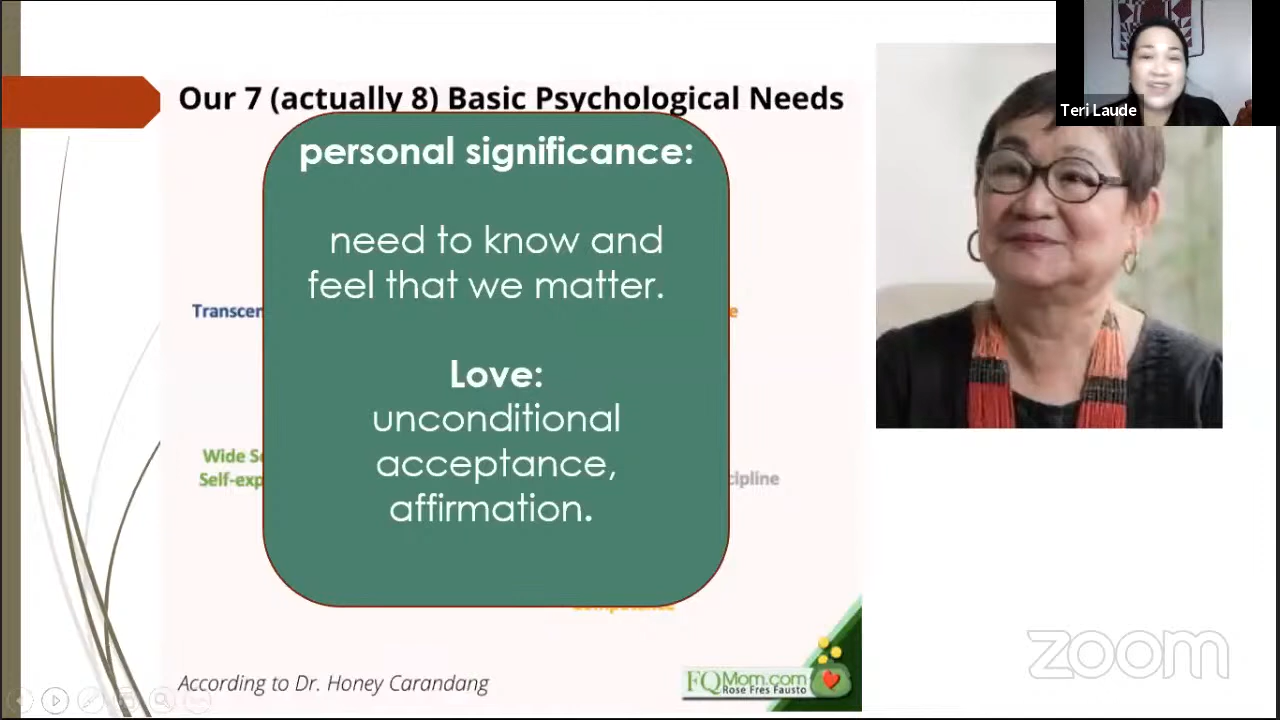 Our 7 (actually 8) Basic Psychological Needs
Teri Laude
personal significance:
need to know and
feel that we matter.
Love:
unconditional
acceptance,
affirmation.
Transcen
e
Wide Se
Self-exp
cipline
According to Dr. Honey Carandang
FQMom.com
Rose Fres Fausto
zoom